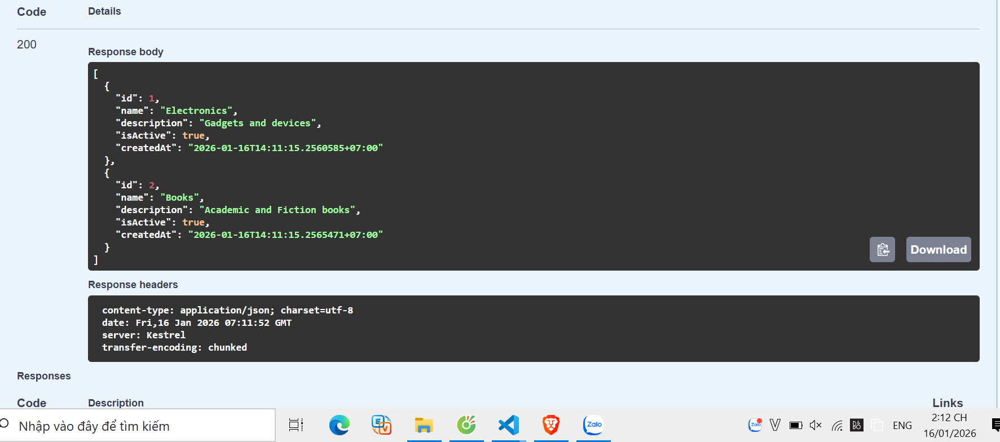 Code Details
200
Response body
[
  {
    "id": 1,
    "name": "Electronics",
    "description": "Gadgets and devices",
    "isActive": true,
    "createdAt": "2026-01-16T14:11:15.2560585+07:00"
  },
  {
    "id": 2,
    "name": "Books",
    "description": "Academic and Fiction books",
    "isActive": true,
    "createdAt": "2026-01-16T14:11:15.2565471+07:00"
  }
]
Download
Response headers
content-type: application/json; charset=utf-8
date: Fri,16 Jan 2026 07:11:52 GMT
server: Kestrel
transfer-encoding: chunked
Responses
Code Description Links
Nhập vào đây để tìm kiếm
Zalo
Zalo
ENG
2:12 CH
16/01/2026